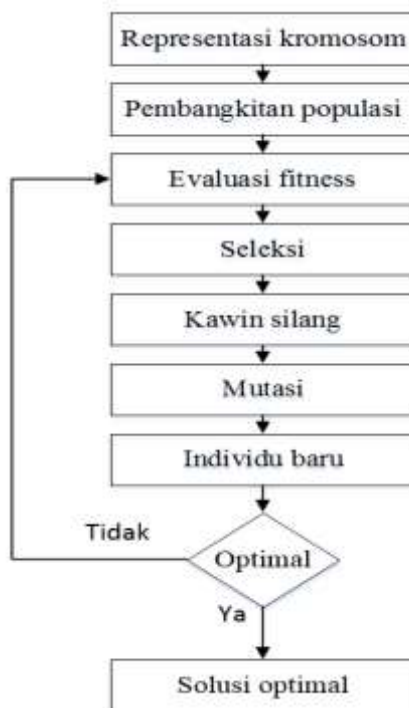 Representasi kromosom
Pembangkitan populasi
Evaluasi fitness
Seleksi
Kawin silang
Mutasi
Individu baru
Tidak
Optimal
Ya
Solusi optimal